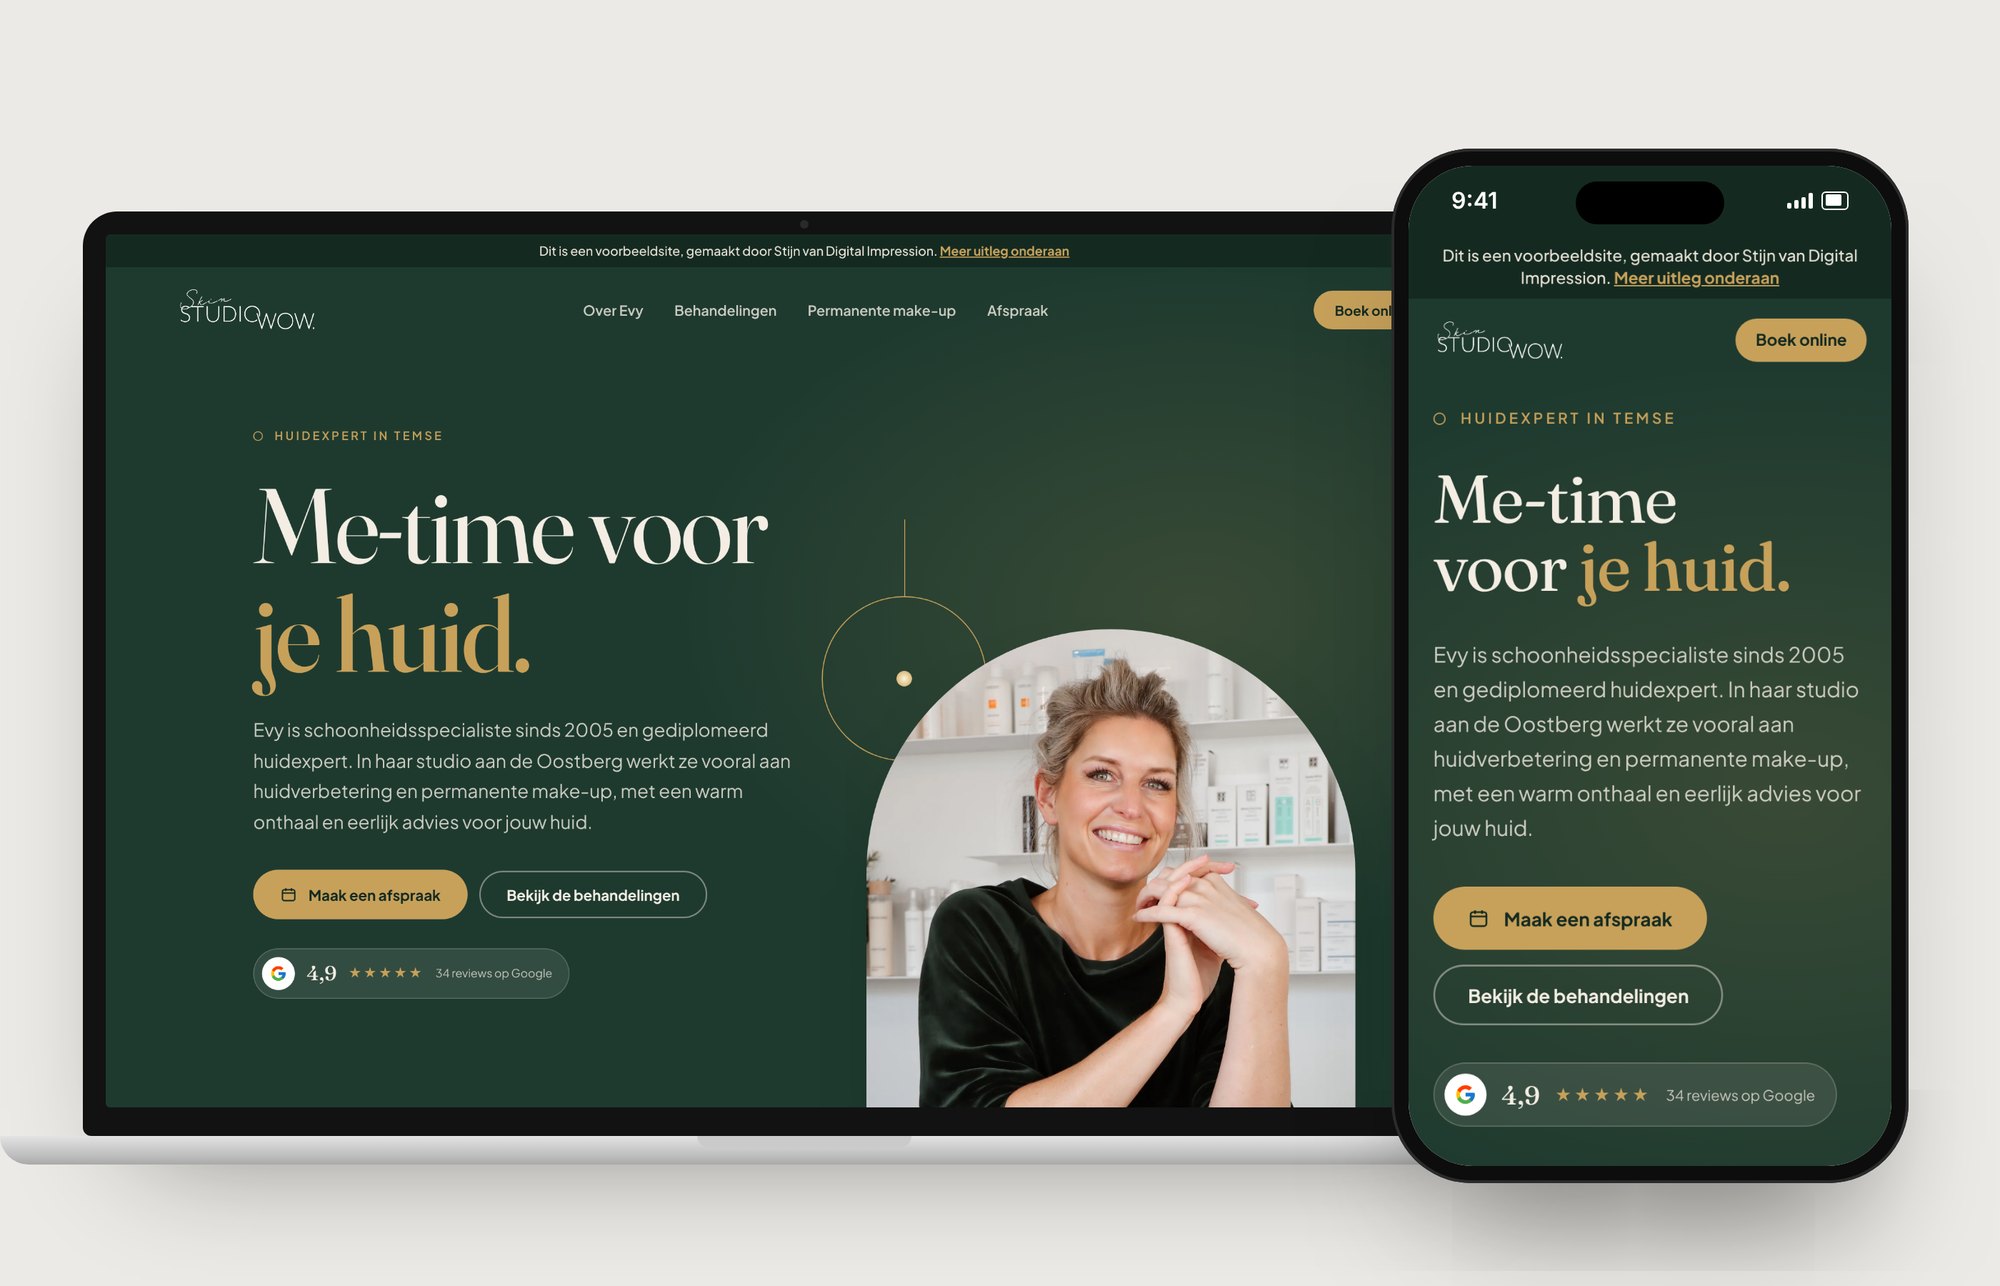 Dit is een voorbeeldsite, gemaakt door Stijn van Digital Impression. Meer uitleg onderaan
Skin
STUDIO WOW.
Over Evy
Behandelingen
Permanente make-up
Afspraak
Boek onl
HUIDEXPERT IN TEMSE
Me-time voor
je huid.
Evy is schoonheidsspecialiste sinds 2005 en gediplomeerd
huidexpert. In haar studio aan de Oostberg werkt ze vooral aan
huidverbetering en permanente make-up, met een warm
onthaal en eerlijk advies voor jouw huid.
Maak een afspraak
Bekijk de behandelingen
4,9 ★★★★★ 34 reviews op Google
9:41
Dit is een voorbeeldsite, gemaakt door Stijn van Digital
Impression. Meer uitleg onderaan
Skin
STUDIO WOW.
Boek online
HUIDEXPERT IN TEMSE
Me-time
voor je huid.
Evy is schoonheidsspecialiste sinds 2005
en gediplomeerd huidexpert. In haar studio
aan de Oostberg werkt ze vooral aan
huidverbetering en permanente make-up,
met een warm onthaal en eerlijk advies voor
jouw huid.
Maak een afspraak
Bekijk de behandelingen
4,9 ★★★★★ 34 reviews op Google